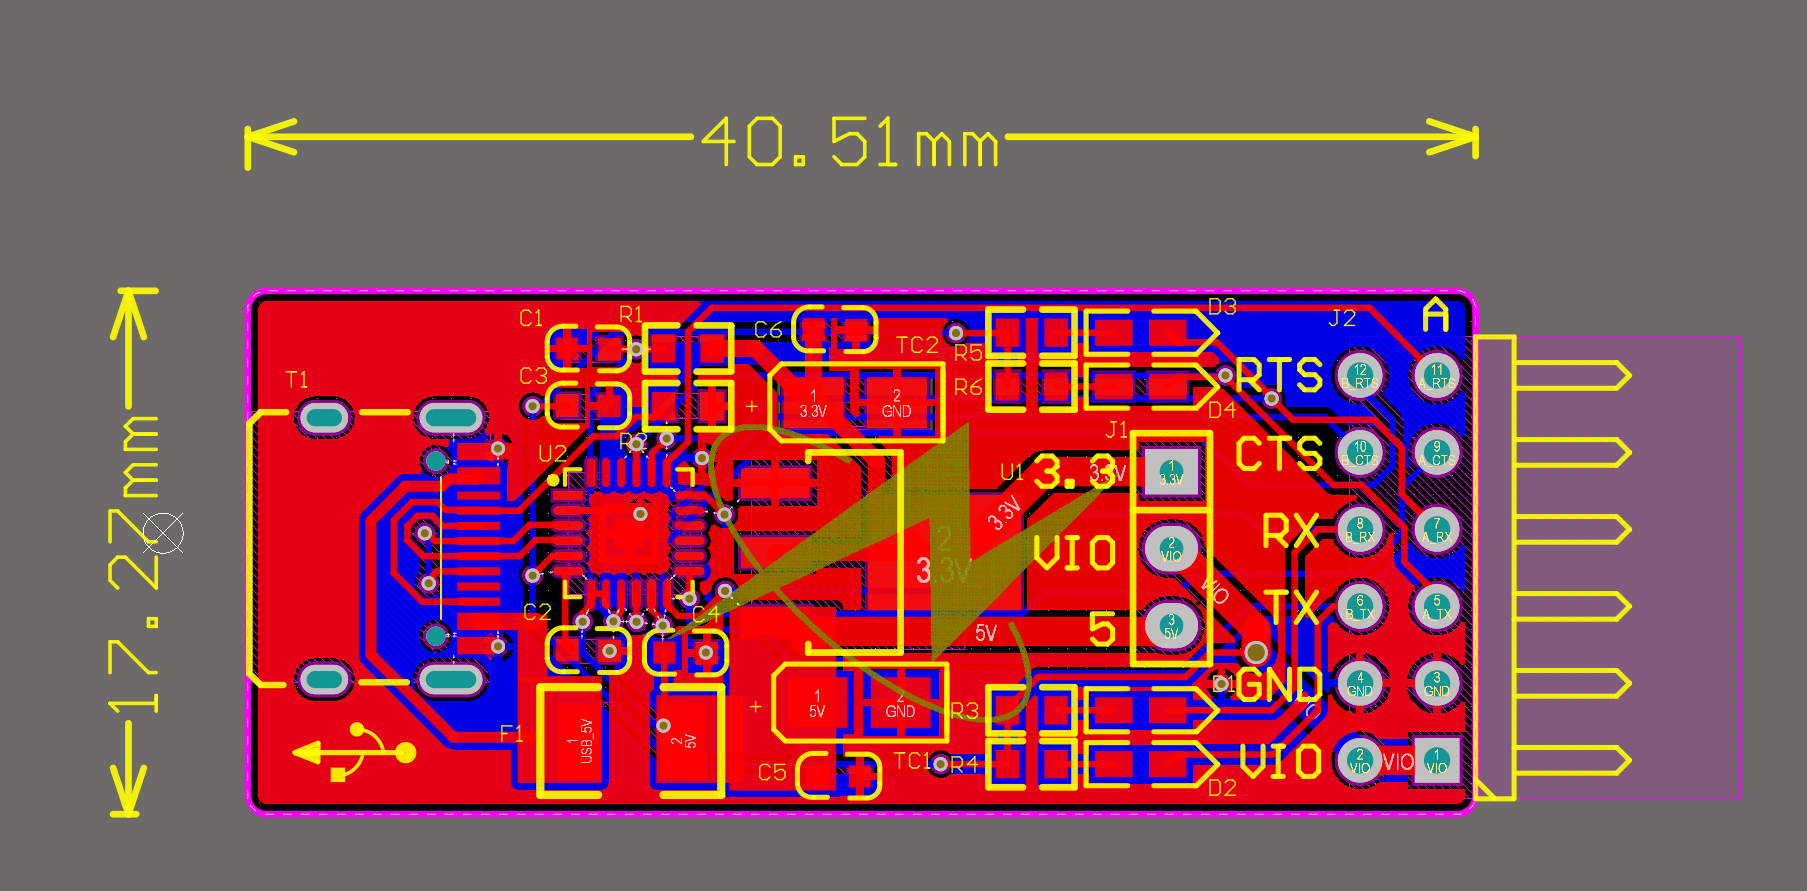 40.51mm
17.27mm
C1
R1
C6
D3
J2
A
TC2
R5
T1
C3
R6
D4
RTS
12
B_RTS
11
A_RTS
1
3.3V
2
GND
J1
R2
U2
U1
3.3
3.3V
1
3.3V
CTS
10
B_CTS
9
A_CTS
3.3V
2
3.3V
VIO
2
VIO
RX
8
B_RX
7
A_RX
VIO
C2
C4
5V
5
3
5V
TX
6
B_TX
5
A_TX
D1
GND
4
GND
3
GND
1
5V
2
GND
R3
F1
1
USB_5V
2
5V
C5
TC1
R4
D2
VIO
2
VIO
VIO
1
VIO